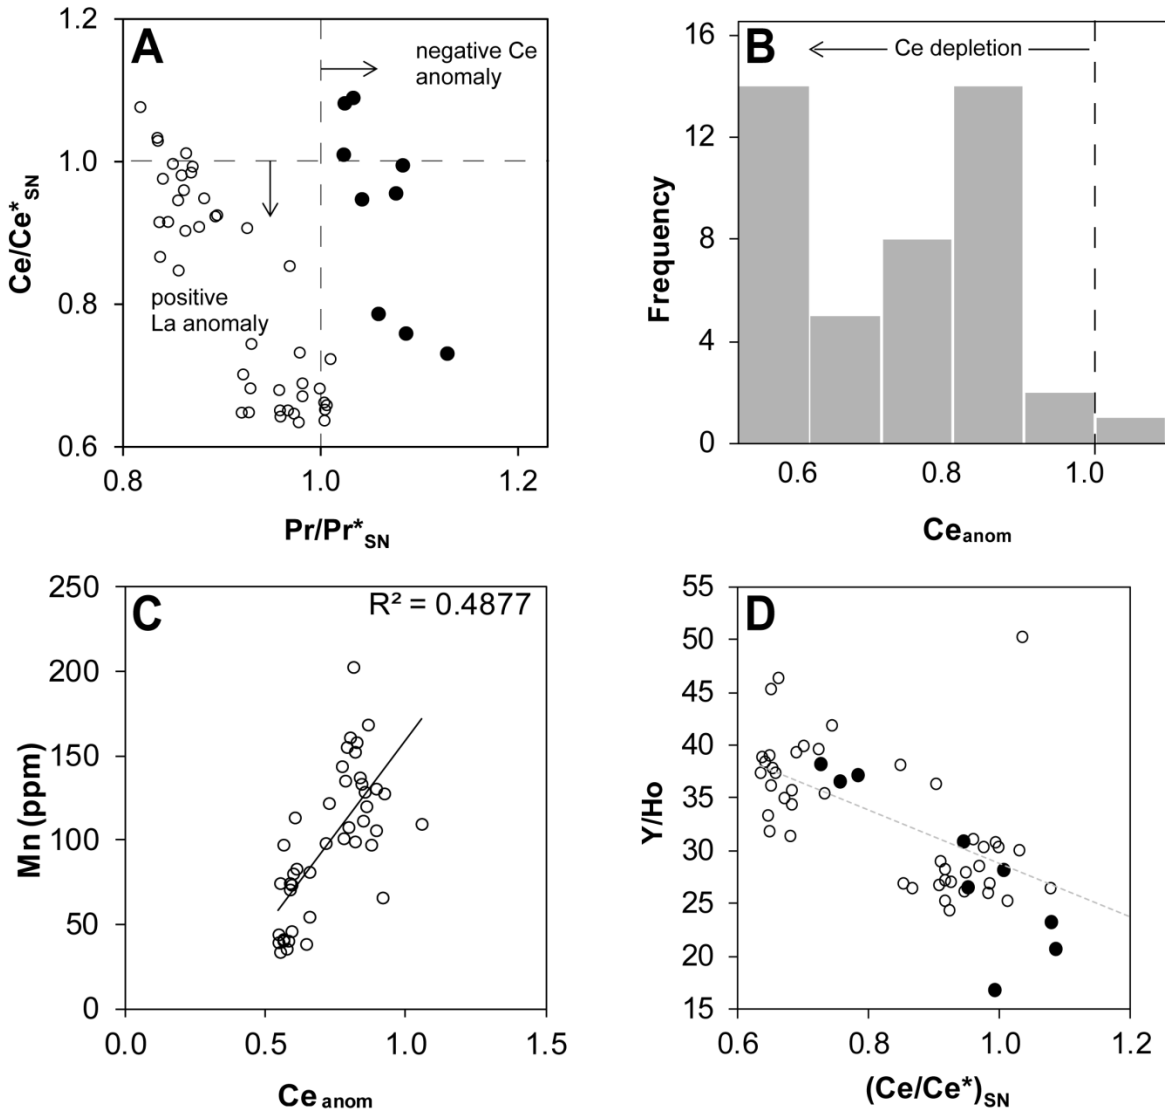 A
1.2
1.0
0.8
0.6
Ce/Ce*SN
negative Ce
anomaly
positive
La anomaly
0.8
1.0
1.2
Pr/Pr*SN
B
16
12
8
4
0
Frequency
Ce depletion
0.6
0.8
1.0
Ceanom
C
R² = 0.4877
250
200
150
100
50
0
Mn (ppm)
0.0
0.5
1.0
1.5
Ce anom
D
55
50
45
40
35
30
25
20
15
Y/Ho
0.6
0.8
1.0
1.2
(Ce/Ce*)SN